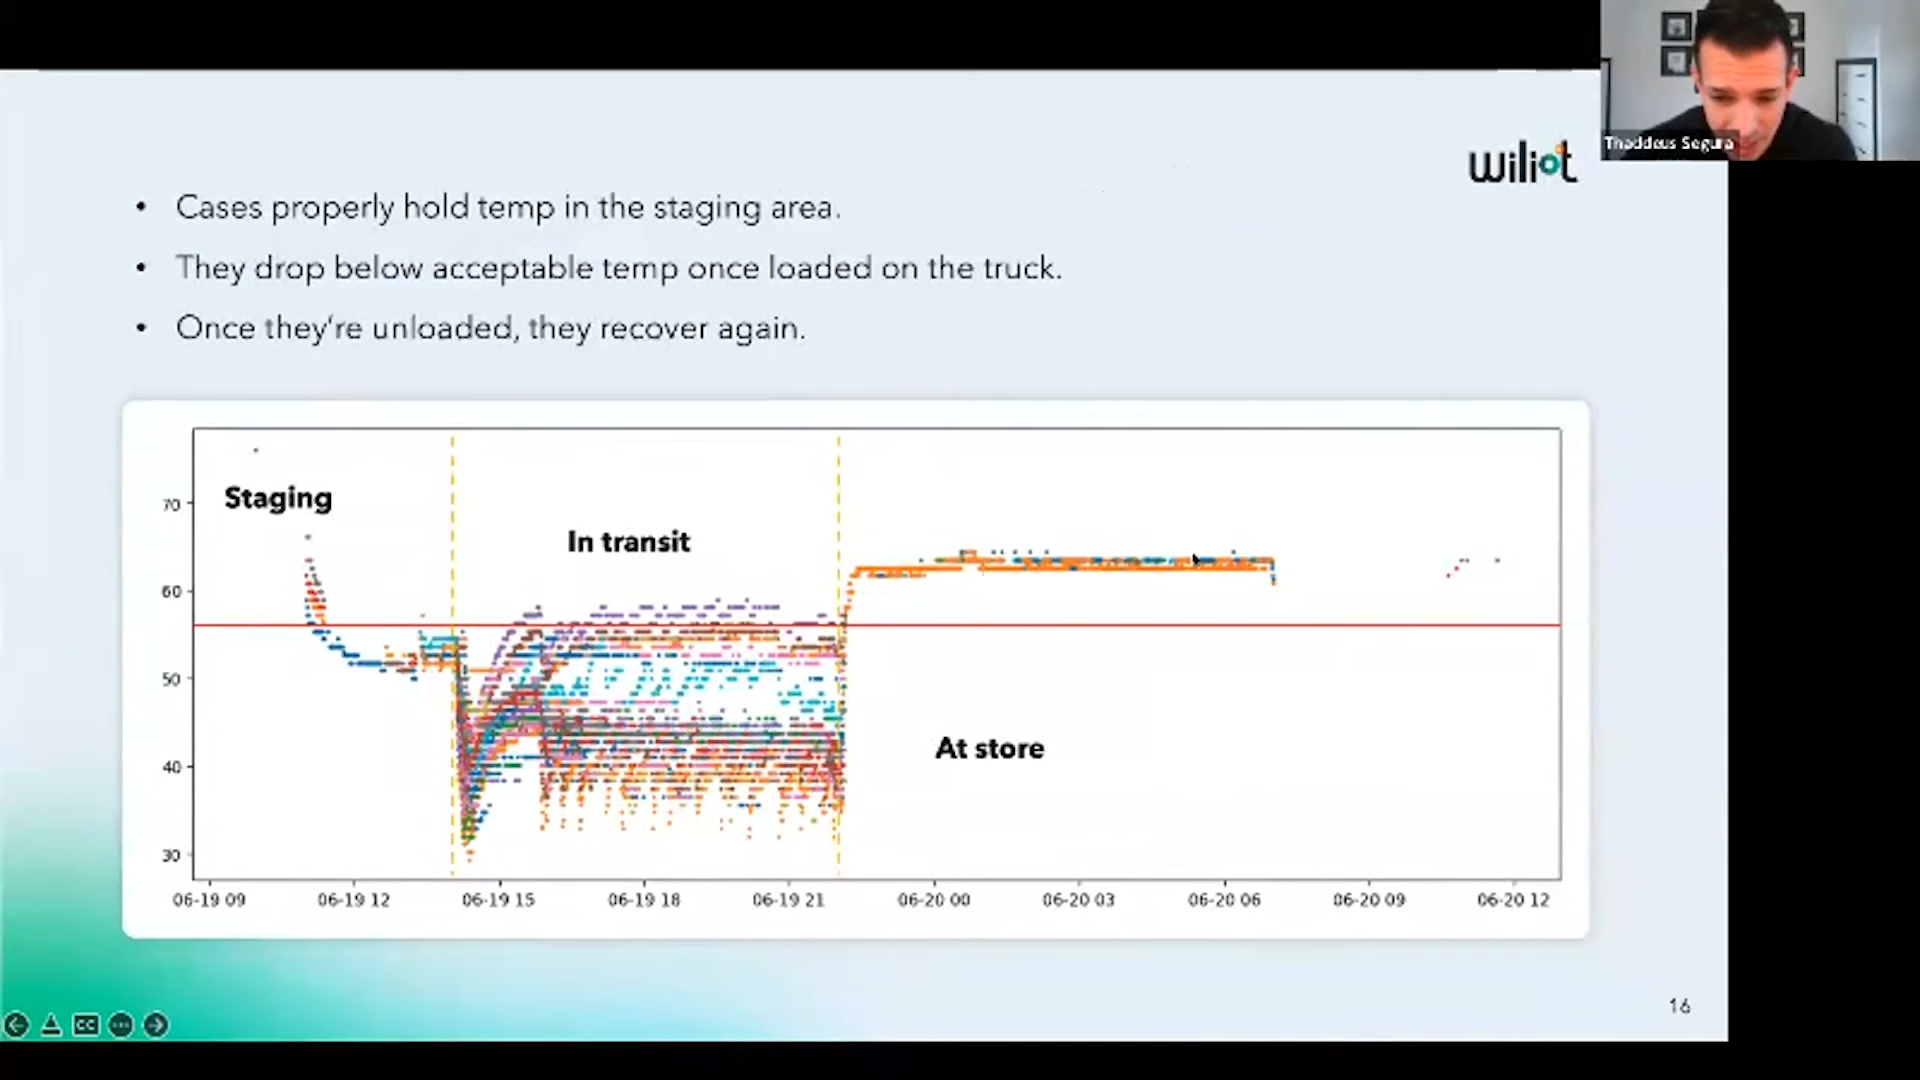 Thaddeus Segura
wiliot
• Cases properly hold temp in the staging area.
• They drop below acceptable temp once loaded on the truck.
• Once they're unloaded, they recover again.
Staging
In transit
At store
70
60
50
40
30
06-19 09 06-19 12 06-19 15 06-19 18 06-19 21 06-20 00 06-20 03 06-20 06 06-20 09 06-20 12
16
CC